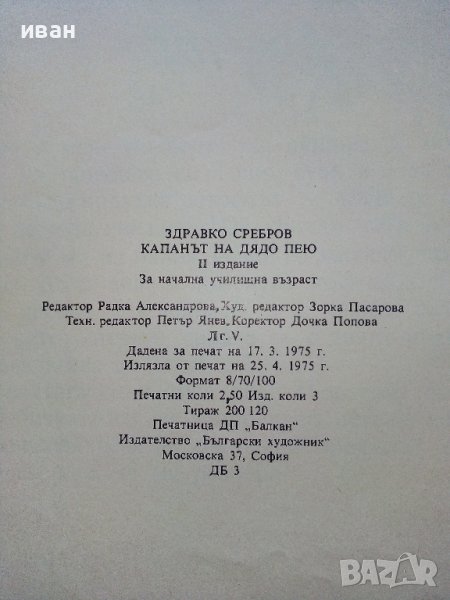 иван
ЗДРАВКО СРЕБРОВ
КАПАНЪТ НА ДЯДО ПЕЮ
II издание
За начална училищна възраст
Редактор Радка Александрова, Худ. редактор Зорка Пасарова
Техн. редактор Петър Янев, Коректор Дочка Попова
Лг. V.
Дадена за печат на 17. 3. 1975 г.
Излязла от печат на 25. 4. 1975 г.
Формат 8/70/100
Печатни коли 2,50 Изд. коли 3
Тираж 200 120
Печатница ДП „Балкан“
Издателство „Български художник“
Московска 37, София
ДБ 3
BAZAR